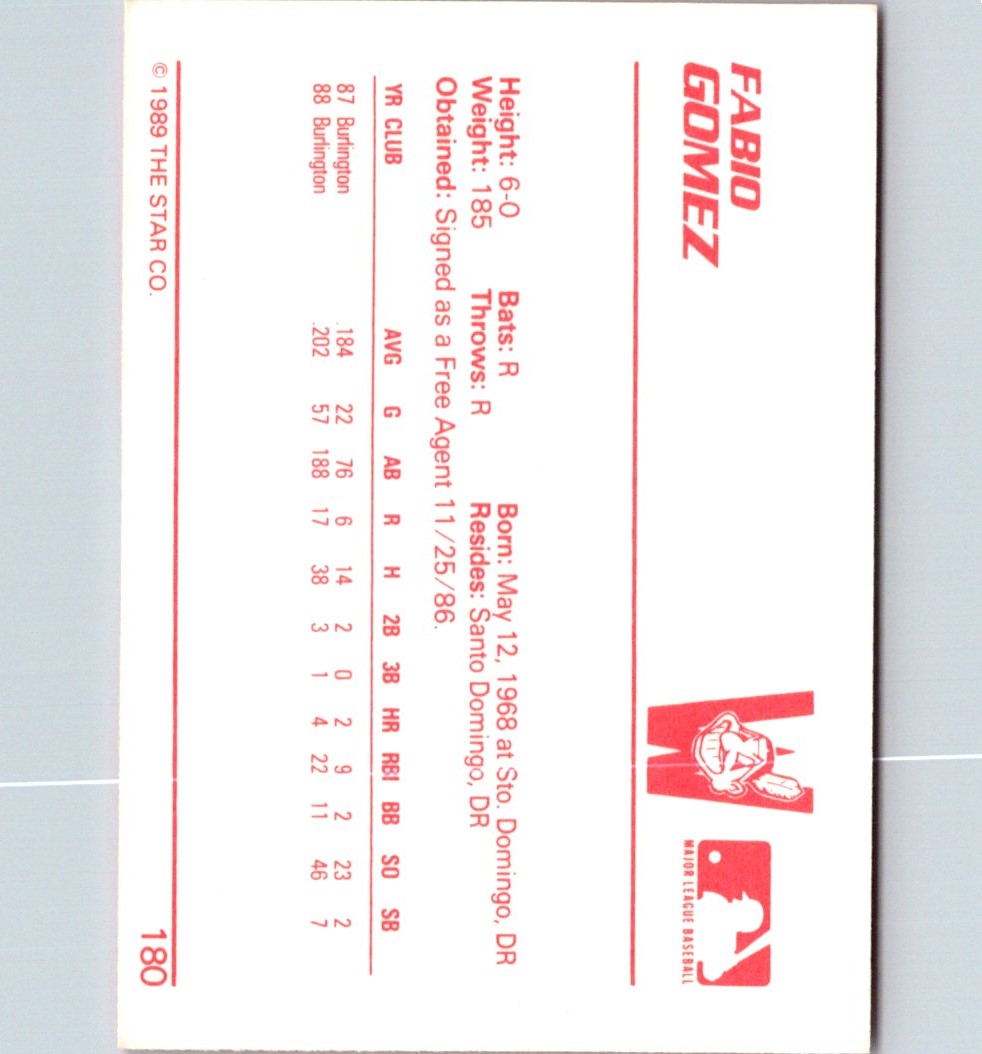 FABIO
GOMEZ
MAJOR LEAGUE BASEBALL
Height: 6-0 Bats: R Born: May 12, 1968 at Sto. Domingo, DR
Weight: 185 Throws: R Resides: Santo Domingo, DR
Obtained: Signed as a Free Agent 11/25/86.
YR CLUB AVG G AB R H 2B 3B HR RBI BB SO SB
87 Burlington .184 22 76 6 14 2 0 2 9 2 23 2
88 Burlington .202 57 188 17 38 3 1 4 22 11 46 7
© 1989 THE STAR CO. 180